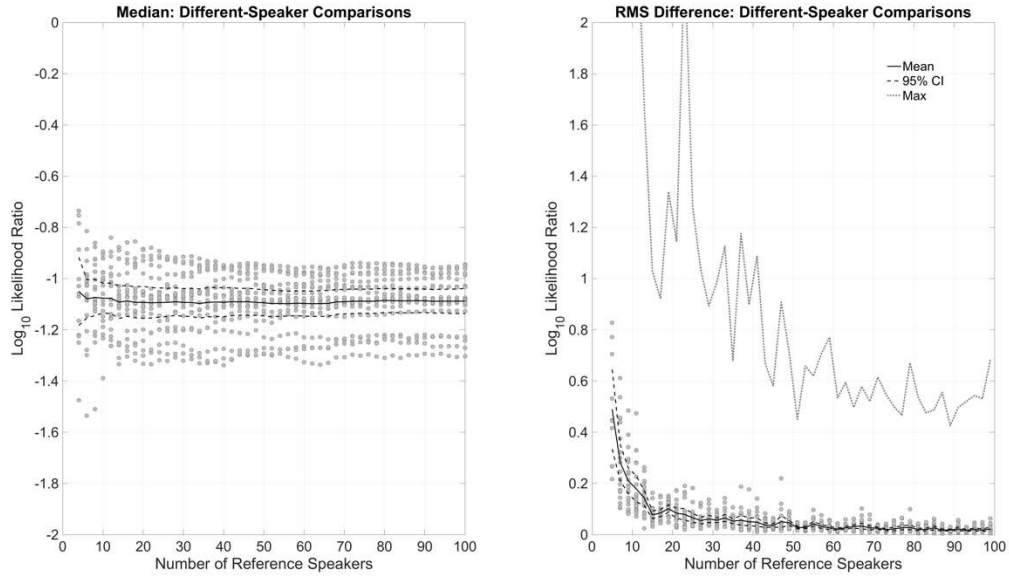 Median: Different-Speaker Comparisons
0
-0.2
-0.4
-0.6
-0.8
-1
-1.2
-1.4
-1.6
-1.8
-2
Log10 Likelihood Ratio
0 10 20 30 40 50 60 70 80 90 100
Number of Reference Speakers
RMS Difference: Different-Speaker Comparisons
2
1.8
1.6
1.4
1.2
1
0.8
0.6
0.4
0.2
0
Log10 Likelihood Ratio
Mean
95% CI
Max
0 10 20 30 40 50 60 70 80 90 100
Number of Reference Speakers